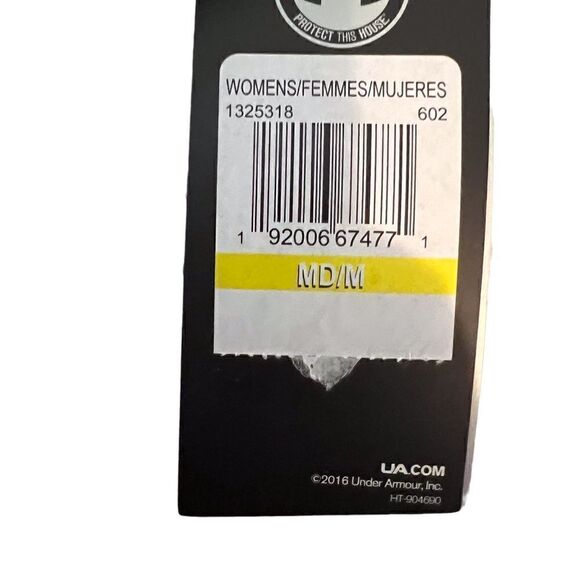 PROTECT THIS HOUSE
WOMENS/FEMMES/MUJERES
1325318 602
1 92006 67477 1
MD/M
UA.COM
©2016 Under Armour, Inc.
HT-904690